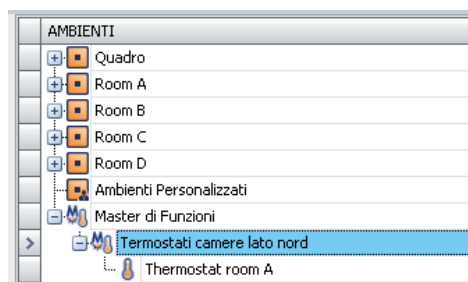 AMBIENTI
Quadro
Room A
Room B
Room C
Room D
Ambienti Personalizzati
Master di Funzioni
Termostati camere lato nord
Thermostat room A